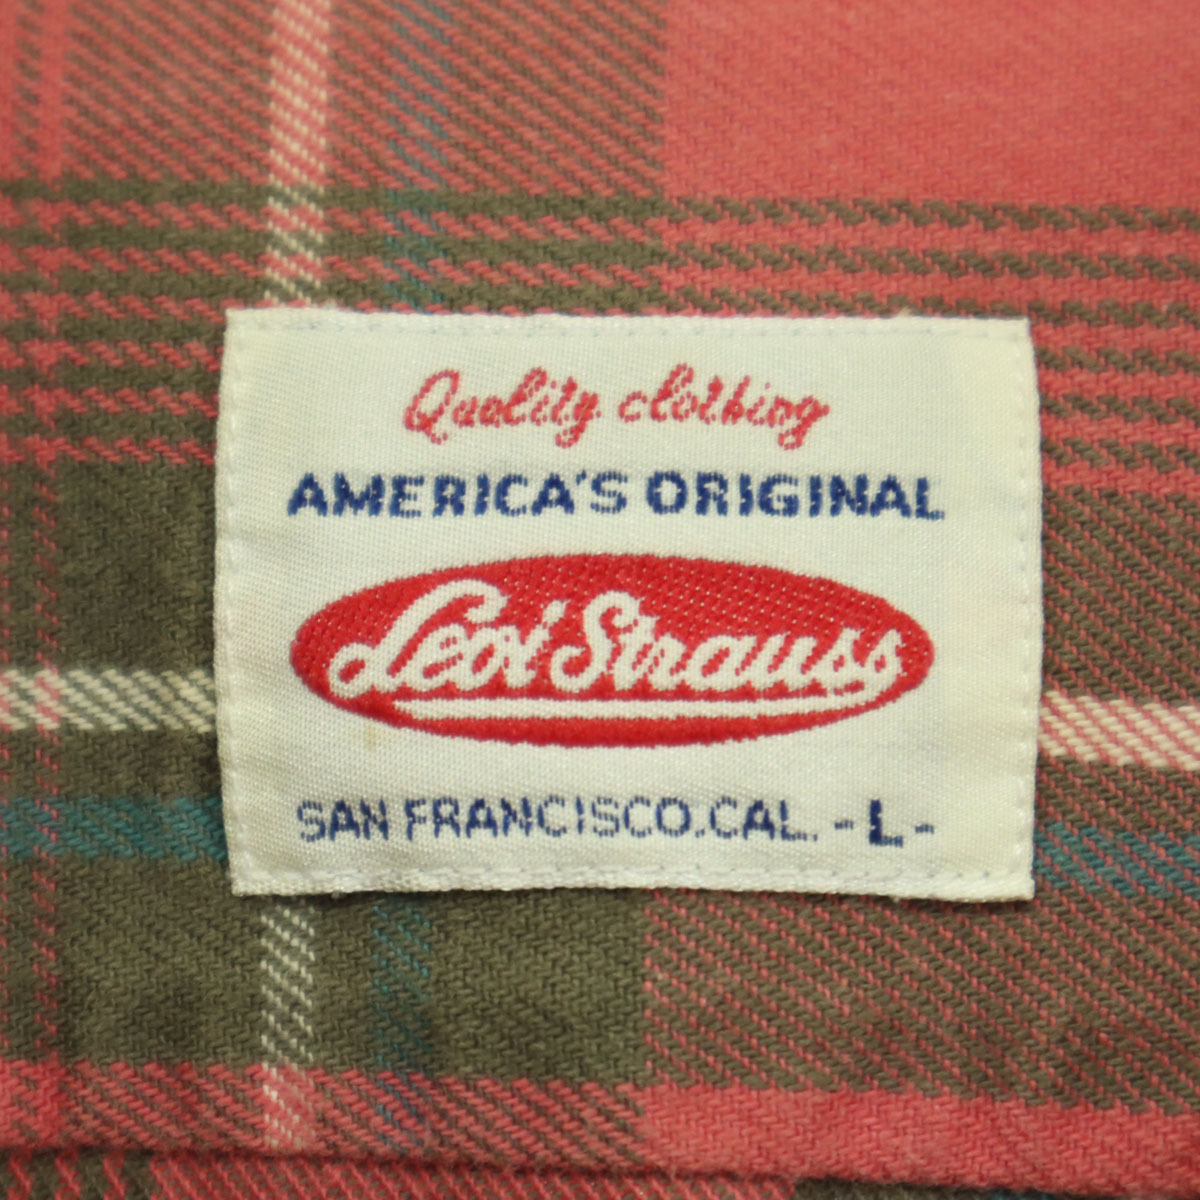 Quality clothing
AMERICA'S ORIGINAL
Levi Strauss
SAN FRANCISCO.CAL. -L-